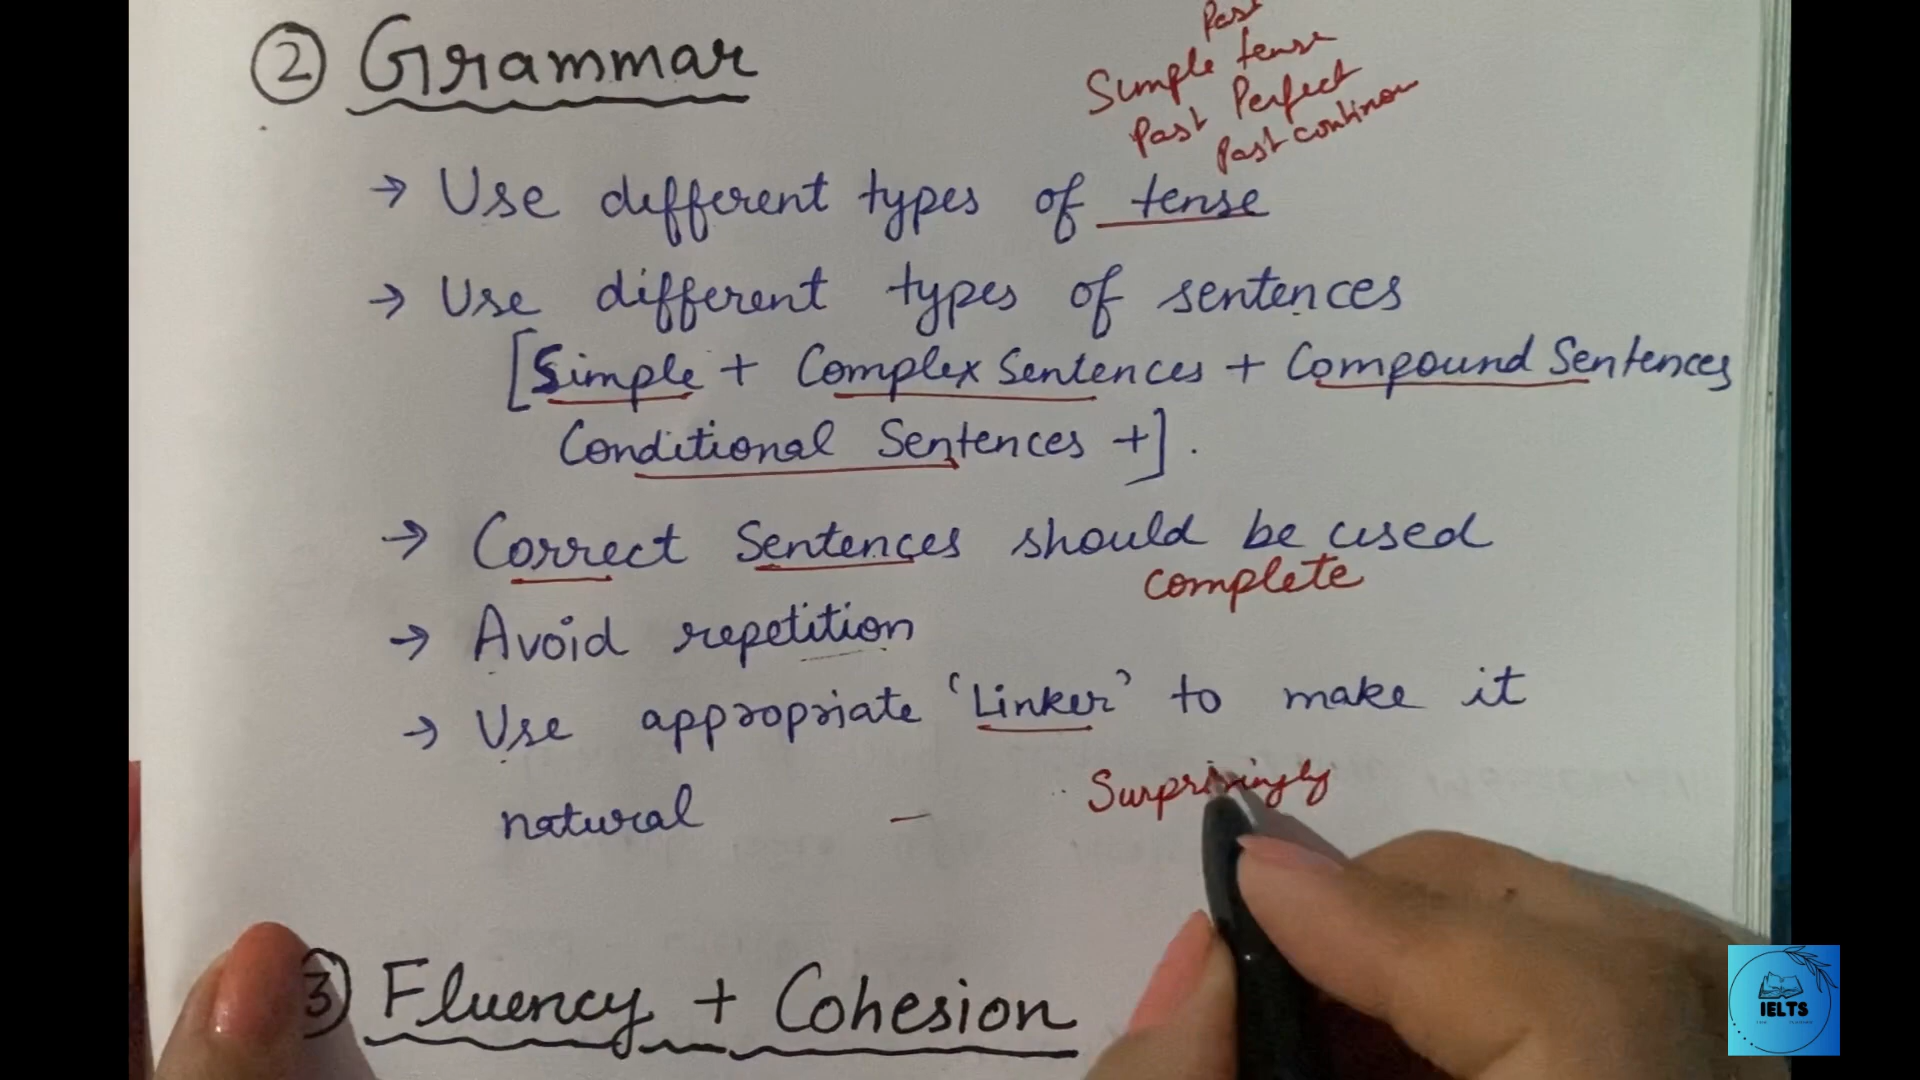 ② Grammar
Past
Simple tense
Past Perfect
Past continou
→ Use different types of tense
→ Use different types of sentences
[Simple + Complex Sentences + Compound Sentences
Conditional Sentences +].
→ Correct Sentences should be used
complete
→ Avoid repetition
→ Use appropriate ‘Linker’ to make it
natural –
Surprisingly
③ Fluency + Cohesion
IELTS